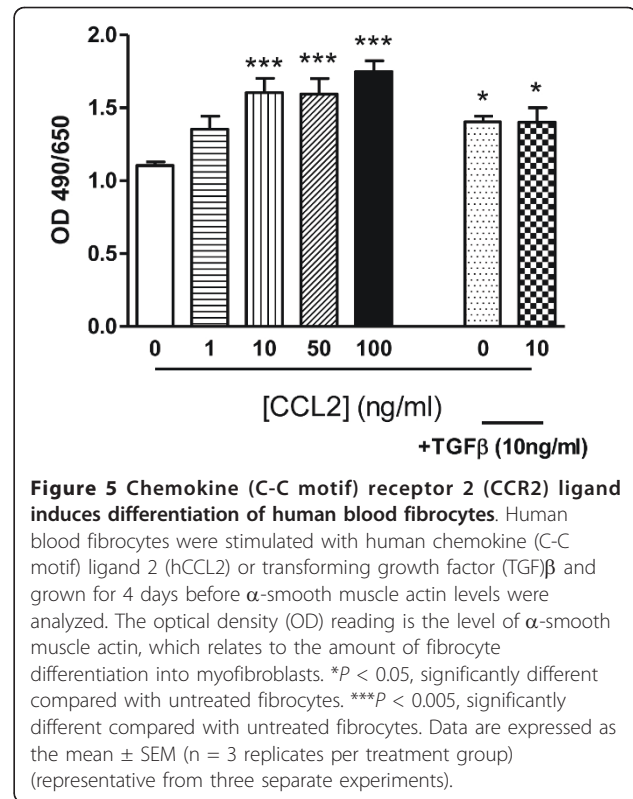 2.0
1.5
1.0
0.5
0.0
OD 490/650
***
***
***
*
*
0 1 10 50 100 0 10
[CCL2] (ng/ml)
+TGFβ (10ng/ml)
Figure 5 Chemokine (C-C motif) receptor 2 (CCR2) ligand
induces differentiation of human blood fibrocytes. Human
blood fibrocytes were stimulated with human chemokine (C-C
motif) ligand 2 (hCCL2) or transforming growth factor (TGF)β and
grown for 4 days before α-smooth muscle actin levels were
analyzed. The optical density (OD) reading is the level of α-smooth
muscle actin, which relates to the amount of fibrocyte
differentiation into myofibroblasts. *P < 0.05, significantly different
compared with untreated fibrocytes. ***P < 0.005, significantly
different compared with untreated fibrocytes. Data are expressed as
the mean ± SEM (n = 3 replicates per treatment group)
(representative from three separate experiments).